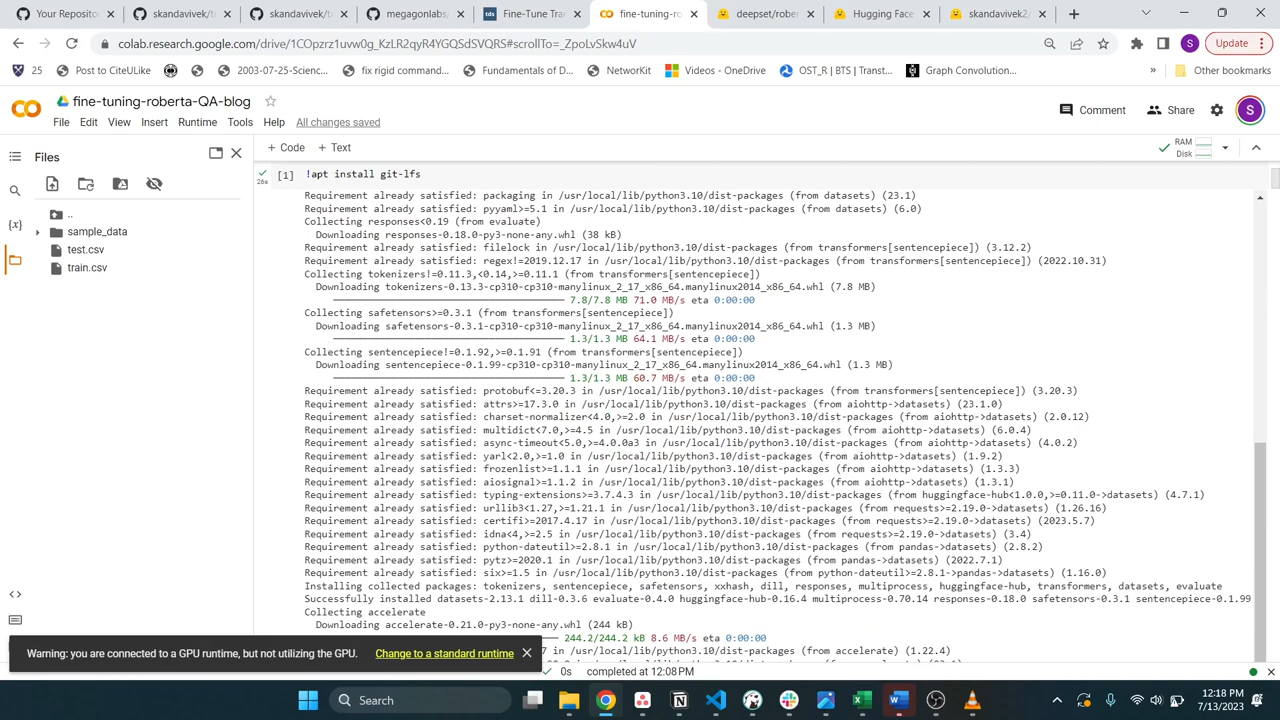 Your Repositor
skandavivek/t
skandavivek/t
megagonlabs/
Fine-Tune Tran
fine-tuning-ro
deepset/rober
Hugging Face
skandavivek2/
colab.research.google.com/drive/1COpzrz1uvw0g_KzLR2qyR4YGQSdSVOPS#scrollTo=_ZpoLvSkw4uV
Update
25
Post to CiteULike
2003-07-25-Scienc...
fix rigid command...
Fundamentals of D...
NetworKit
Videos - OneDrive
OST_R | BTS | Transt...
Graph Convolution...
»
Other bookmarks
fine-tuning-roberta-QA-blog
File Edit View Insert Runtime Tools Help All changes saved
Comment
Share
S
Files
+ Code + Text
RAM
Disk
..
sample_data
test.csv
train.csv
26s
[1] !apt install git-lfs
Requirement already satisfied: packaging in /usr/local/lib/python3.10/dist-packages (from datasets) (23.1)
Requirement already satisfied: pyyaml>=5.1 in /usr/local/lib/python3.10/dist-packages (from datasets) (6.0)
Collecting responses<0.19 (from evaluate)
Downloading responses-0.18.0-py3-none-any.whl (38 kB)
Requirement already satisfied: filelock in /usr/local/lib/python3.10/dist-packages (from transformers[sentencepiece]) (3.12.2)
Requirement already satisfied: regex!=2019.12.17 in /usr/local/lib/python3.10/dist-packages (from transformers[sentencepiece]) (2022.10.31)
Collecting tokenizers!=0.11.3,<0.14,>=0.11.1 (from transformers[sentencepiece])
Downloading tokenizers-0.13.3-cp310-cp310-manylinux_2_17_x86_64.manylinux2014_x86_64.whl (7.8 MB)
7.8/7.8 MB 71.0 MB/s eta 0:00:00
Collecting safetensors>=0.3.1 (from transformers[sentencepiece])
Downloading safetensors-0.3.1-cp310-cp310-manylinux_2_17_x86_64.manylinux2014_x86_64.whl (1.3 MB)
1.3/1.3 MB 64.1 MB/s eta 0:00:00
Collecting sentencepiece!=0.1.92,>=0.1.91 (from transformers[sentencepiece])
Downloading sentencepiece-0.1.99-cp310-cp310-manylinux_2_17_x86_64.manylinux2014_x86_64.whl (1.3 MB)
1.3/1.3 MB 60.7 MB/s eta 0:00:00
Requirement already satisfied: protobuf<=3.20.3 in /usr/local/lib/python3.10/dist-packages (from transformers[sentencepiece]) (3.20.3)
Requirement already satisfied: attrs>=17.3.0 in /usr/local/lib/python3.10/dist-packages (from aiohttp->datasets) (23.1.0)
Requirement already satisfied: charset-normalizer<4.0,>=2.0 in /usr/local/lib/python3.10/dist-packages (from aiohttp->datasets) (2.0.12)
Requirement already satisfied: multidict<7.0,>=4.5 in /usr/local/lib/python3.10/dist-packages (from aiohttp->datasets) (6.0.4)
Requirement already satisfied: async-timeout<5.0,>=4.0.0a3 in /usr/local/lib/python3.10/dist-packages (from aiohttp->datasets) (4.0.2)
Requirement already satisfied: yarl<2.0,>=1.0 in /usr/local/lib/python3.10/dist-packages (from aiohttp->datasets) (1.9.2)
Requirement already satisfied: frozenlist>=1.1.1 in /usr/local/lib/python3.10/dist-packages (from aiohttp->datasets) (1.3.3)
Requirement already satisfied: aiosignal>=1.1.2 in /usr/local/lib/python3.10/dist-packages (from aiohttp->datasets) (1.3.1)
Requirement already satisfied: typing-extensions>=3.7.4.3 in /usr/local/lib/python3.10/dist-packages (from huggingface-hub<1.0.0,>=0.11.0->datasets) (4.7.1)
Requirement already satisfied: urllib3<1.27,>=1.21.1 in /usr/local/lib/python3.10/dist-packages (from requests>=2.19.0->datasets) (1.26.16)
Requirement already satisfied: certifi>=2017.4.17 in /usr/local/lib/python3.10/dist-packages (from requests>=2.19.0->datasets) (2023.5.7)
Requirement already satisfied: idna<4,>=2.5 in /usr/local/lib/python3.10/dist-packages (from requests>=2.19.0->datasets) (3.4)
Requirement already satisfied: python-dateutil>=2.8.1 in /usr/local/lib/python3.10/dist-packages (from pandas->datasets) (2.8.2)
Requirement already satisfied: pytz>=2020.1 in /usr/local/lib/python3.10/dist-packages (from pandas->datasets) (2022.7.1)
Requirement already satisfied: six>=1.5 in /usr/local/lib/python3.10/dist-packages (from python-dateutil>=2.8.1->pandas->datasets) (1.16.0)
Installing collected packages: tokenizers, sentencepiece, safetensors, xxhash, dill, responses, multiprocess, huggingface-hub, transformers, datasets, evaluate
Successfully installed datasets-2.13.1 dill-0.3.6 evaluate-0.4.0 huggingface-hub-0.16.4 multiprocess-0.70.14 responses-0.18.0 safetensors-0.3.1 sentencepiece-0.1.99
Collecting accelerate
Downloading accelerate-0.21.0-py3-none-any.whl (244 kB)
244.2/244.2 kB 8.6 MB/s eta 0:00:00
Warning: you are connected to a GPU runtime, but not utilizing the GPU. Change to a standard runtime
0s completed at 12:08 PM
Search
12:18 PM
7/13/2023